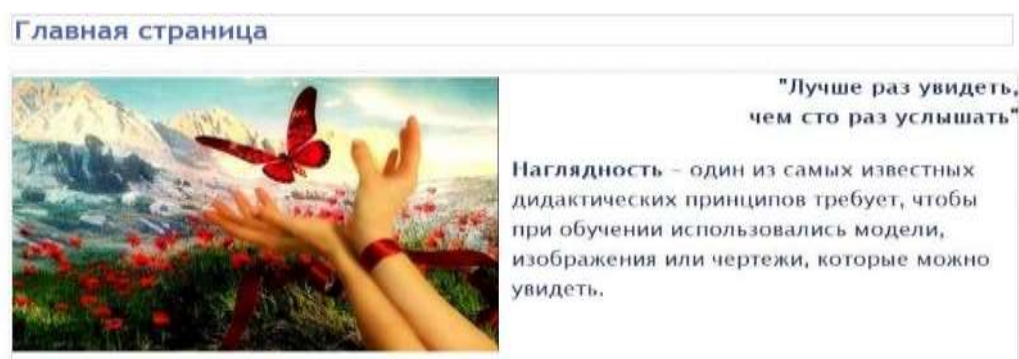 Главная страница
"Лучше раз увидеть,
чем сто раз услышать"
Наглядность – один из самых известных
дидактических принципов требует, чтобы
при обучении использовались модели,
изображения или чертежи, которые можно
увидеть.